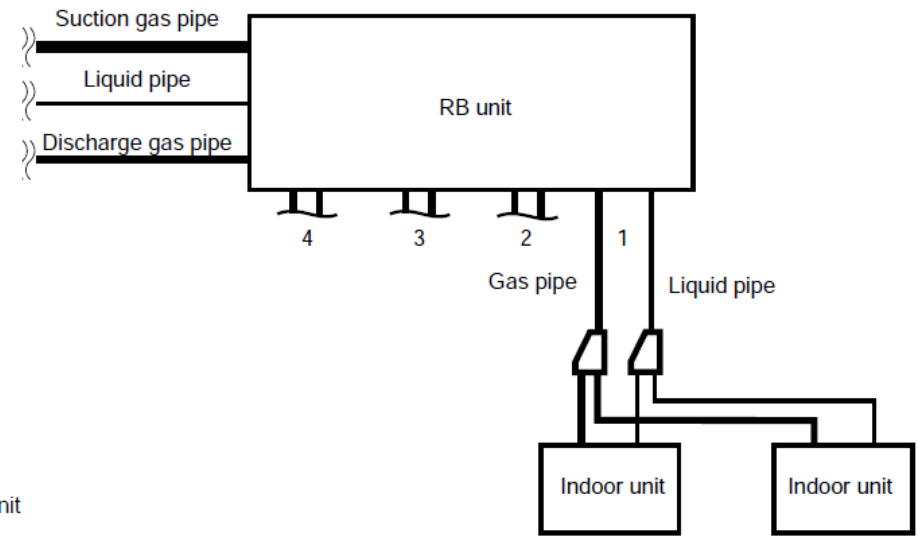 Suction gas pipe
Liquid pipe
RB unit
Discharge gas pipe
4
3
2
1
Gas pipe
Liquid pipe
Indoor unit
Indoor unit
nit